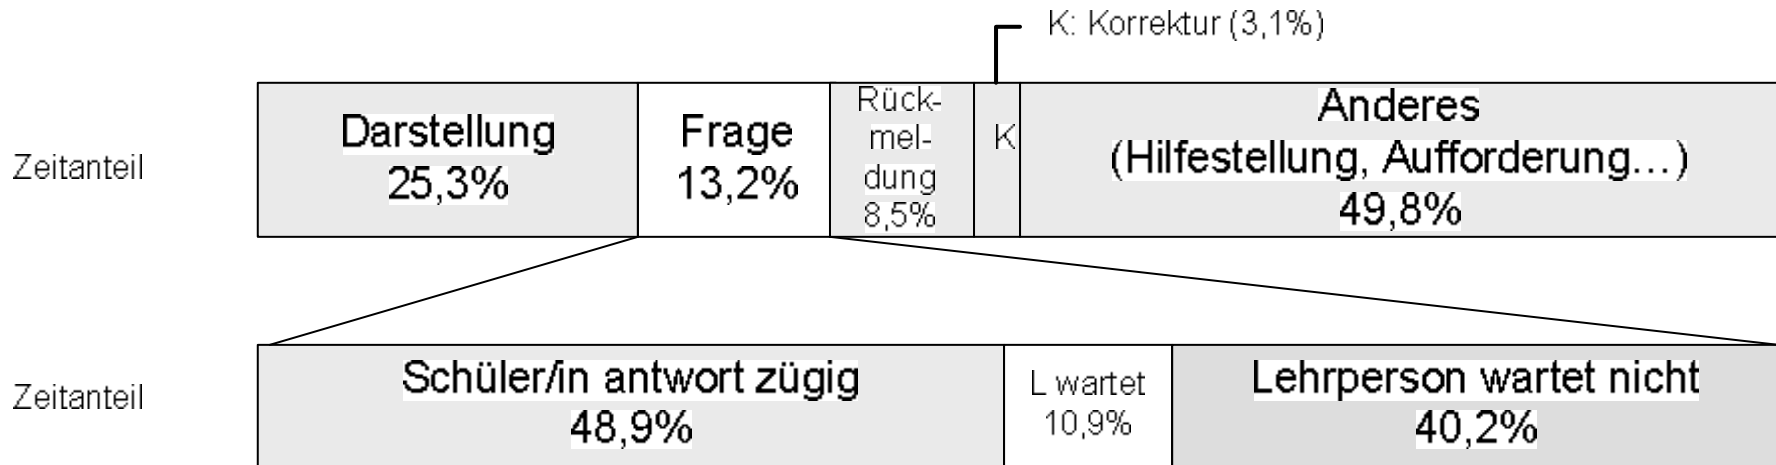 K: Korrektur (3,1%)
Zeitanteil
Darstellung
25,3%
Frage
13,2%
Rück-
mel-
dung
8,5%
K
Anderes
(Hilfestellung, Aufforderung...)
49,8%
Zeitanteil
Schüler/in antwort zügig
48,9%
L wartet
10,9%
Lehrperson wartet nicht
40,2%